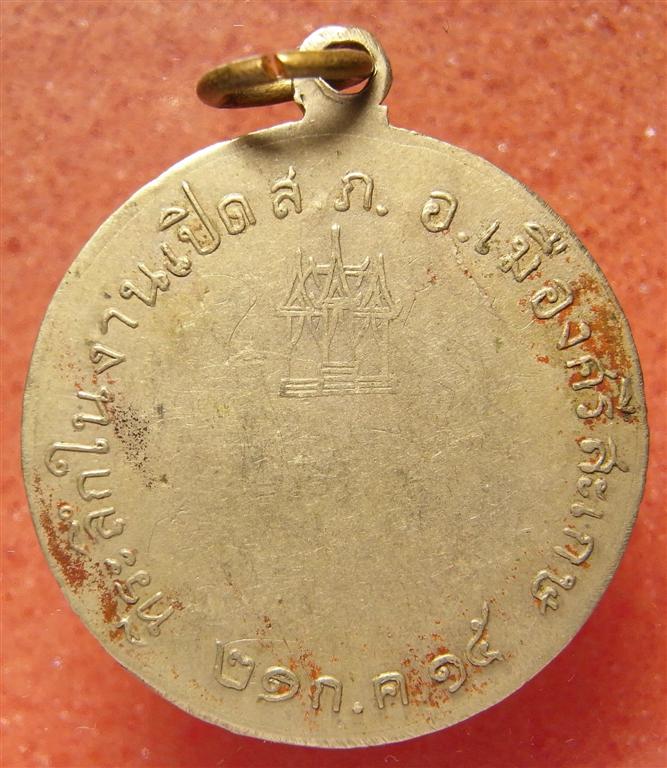 ที่ระลึกในงานเปิด ส ภ. อ. เมืองศรีสะเกษ
๒๑ ก.ค. ๑๕